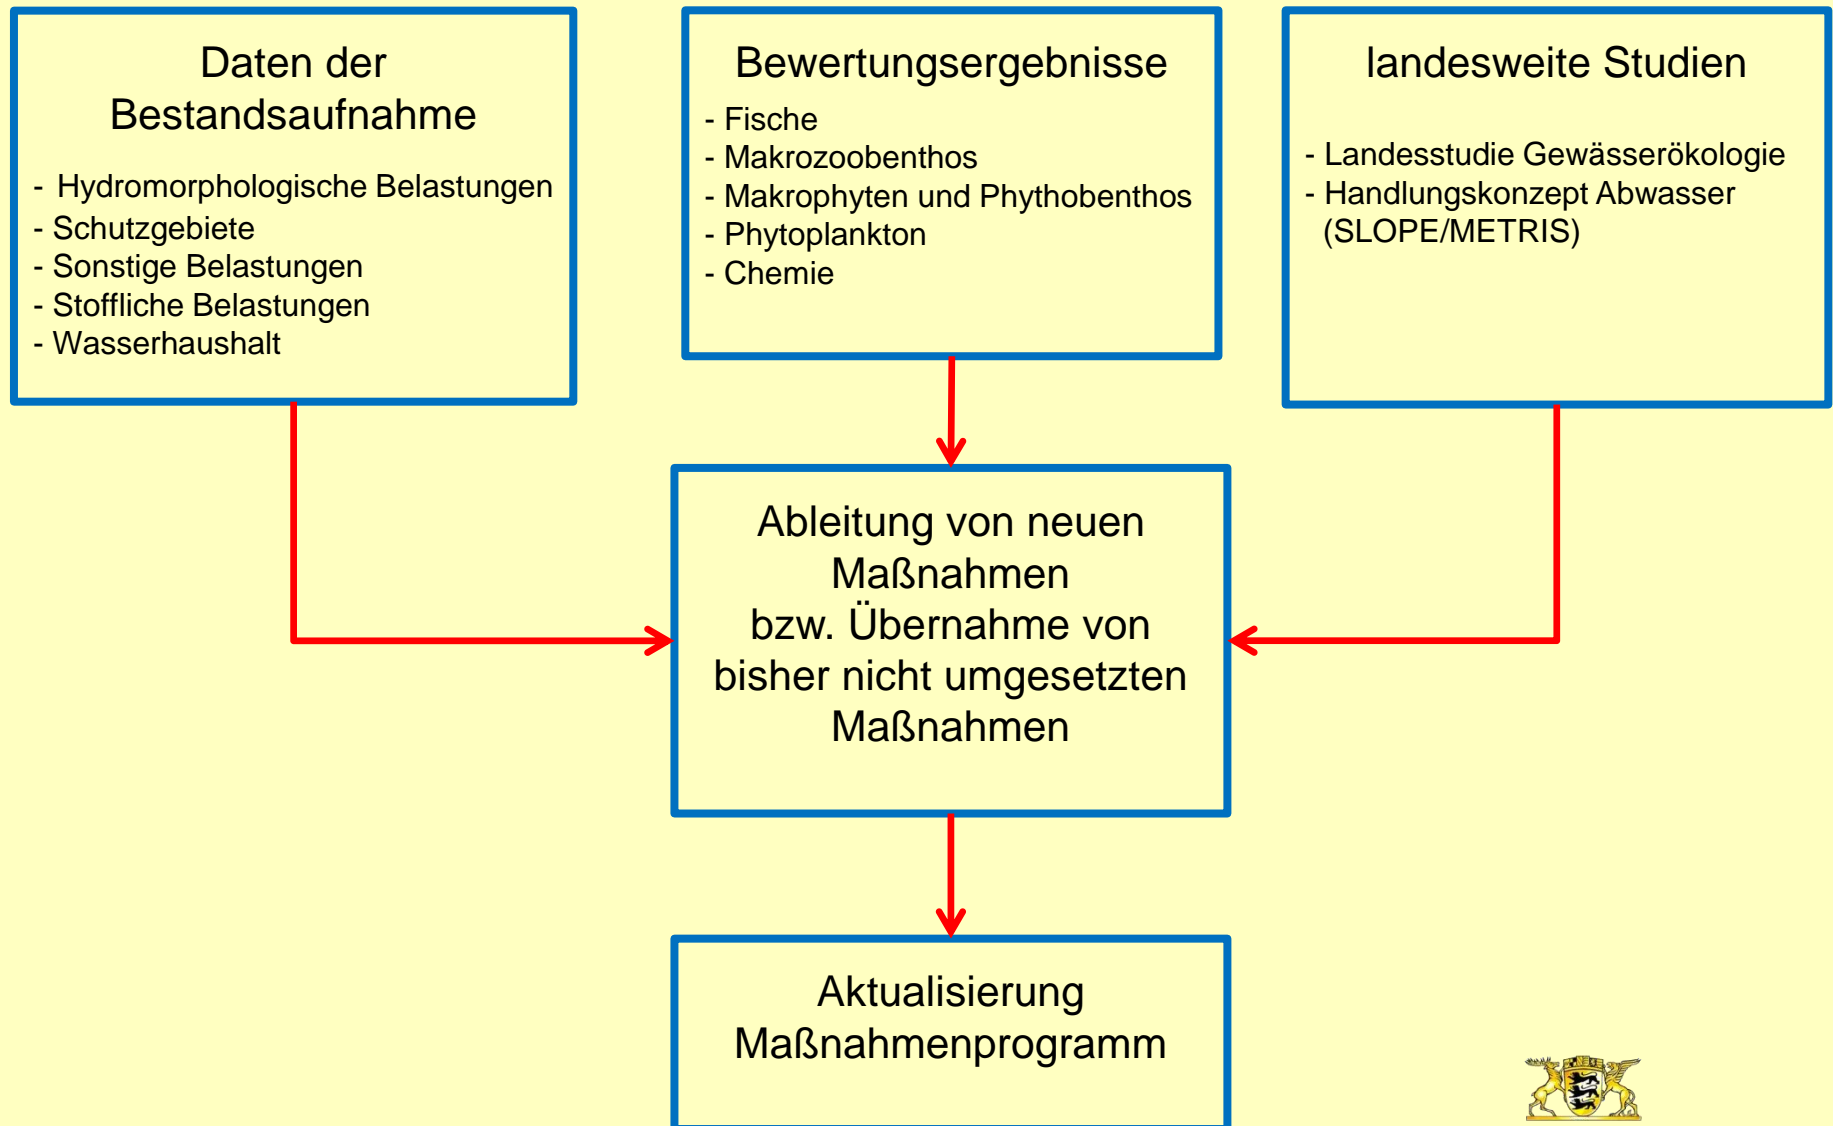 Daten der
Bestandsaufnahme
- Hydromorphologische Belastungen
- Schutzgebiete
- Sonstige Belastungen
- Stoffliche Belastungen
- Wasserhaushalt
Bewertungsergebnisse
- Fische
- Makrozoobenthos
- Makrophyten und Phythobenthos
- Phytoplankton
- Chemie
landesweite Studien
- Landesstudie Gewässerökologie
- Handlungskonzept Abwasser
(SLOPE/METRIS)
Ableitung von neuen
Maßnahmen
bzw. Übernahme von
bisher nicht umgesetzten
Maßnahmen
Aktualisierung
Maßnahmenprogramm